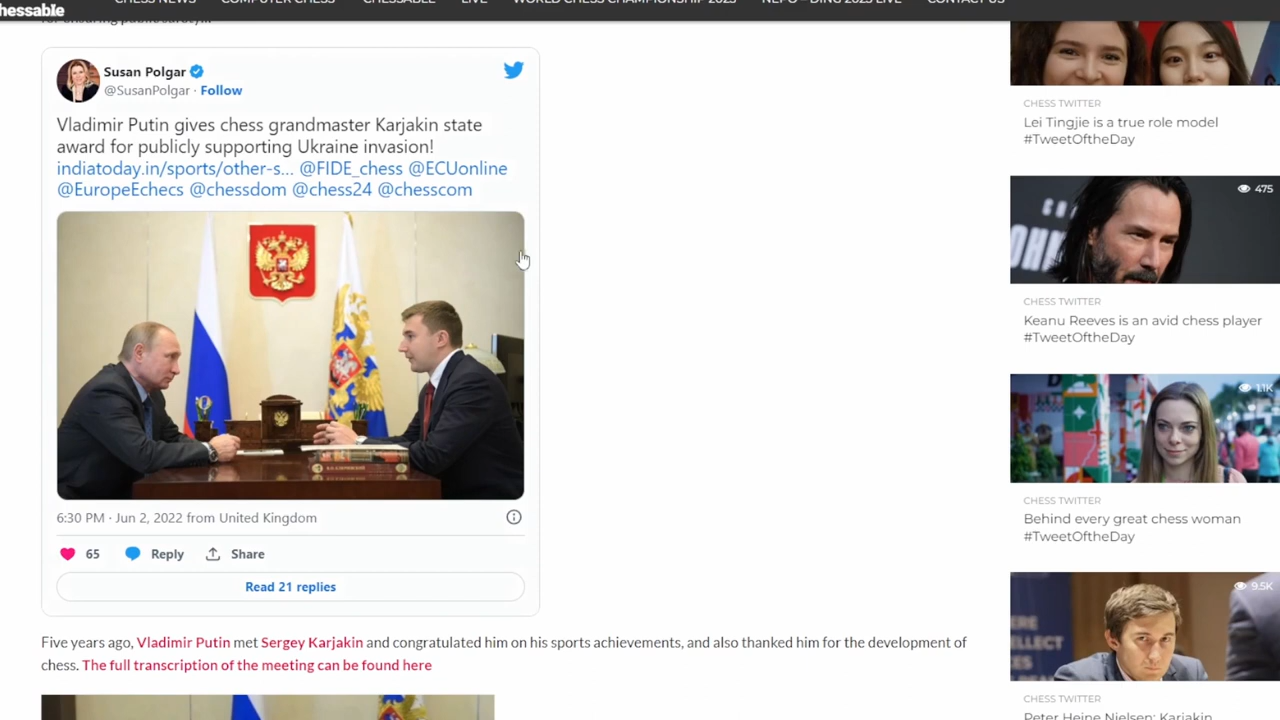 hessable
CHESS NEWS
COMPUTER CHESS
CHESSABLE
LIVE
WORLD CHESS CHAMPIONSHIP 2023
NEPO – DING 2023 LIVE
CONTACT US
for ensuring public safety...
Susan Polgar
@SusanPolgar · Follow
Vladimir Putin gives chess grandmaster Karjakin state
award for publicly supporting Ukraine invasion!
indiatoday.in/sports/other-s... @FIDE_chess @ECUonline
@EuropeEchecs @chessdom @chess24 @chesscom
6:30 PM · Jun 2, 2022 from United Kingdom
65
Reply
Share
Read 21 replies
Five years ago, Vladimir Putin met Sergey Karjakin and congratulated him on his sports achievements, and also thanked him for the development of
chess. The full transcription of the meeting can be found here
CHESS TWITTER
Lei Tingjie is a true role model
#TweetOftheDay
475
CHESS TWITTER
Keanu Reeves is an avid chess player
#TweetOftheDay
1.1K
CHESS TWITTER
Behind every great chess woman
#TweetOftheDay
9.5K
CHESS TWITTER
Peter Heine Nielsen: Karjakin